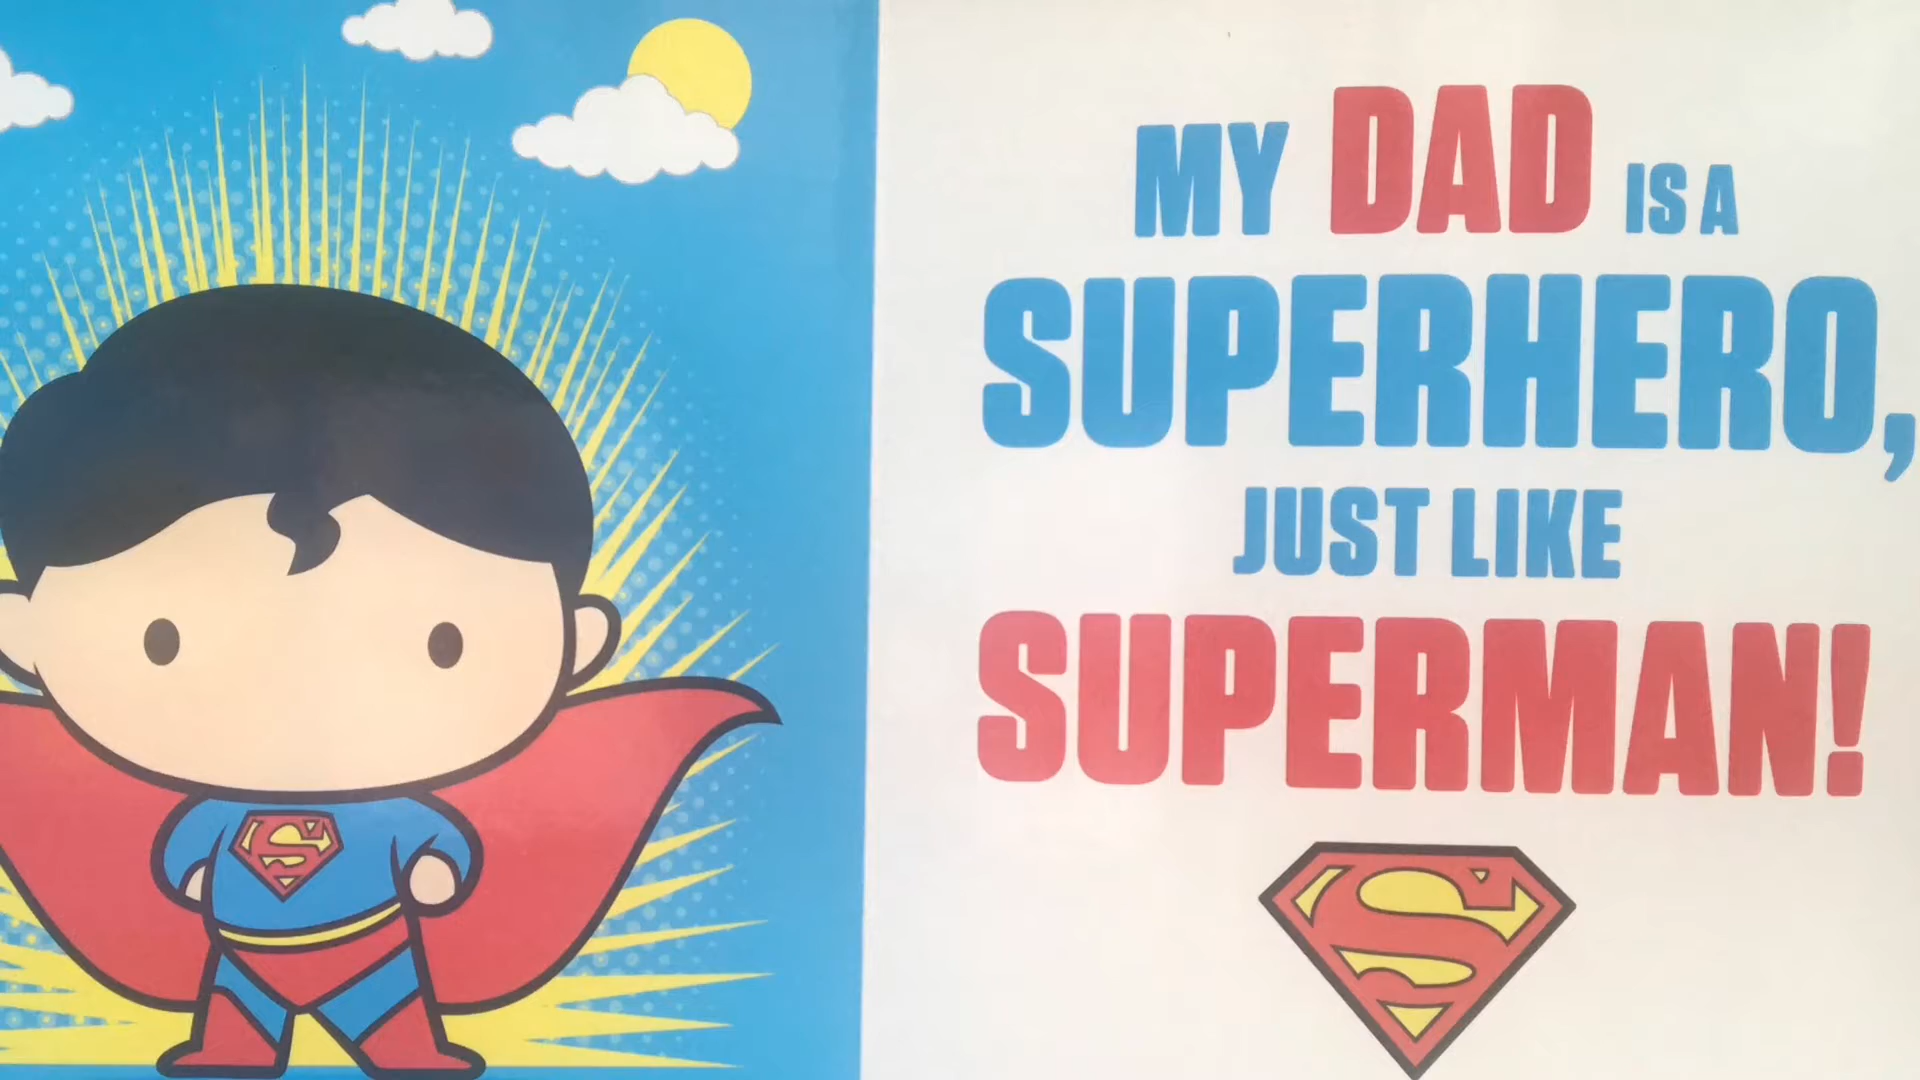 MY DAD IS A
SUPERHERO,
JUST LIKE
SUPERMAN!
S
S